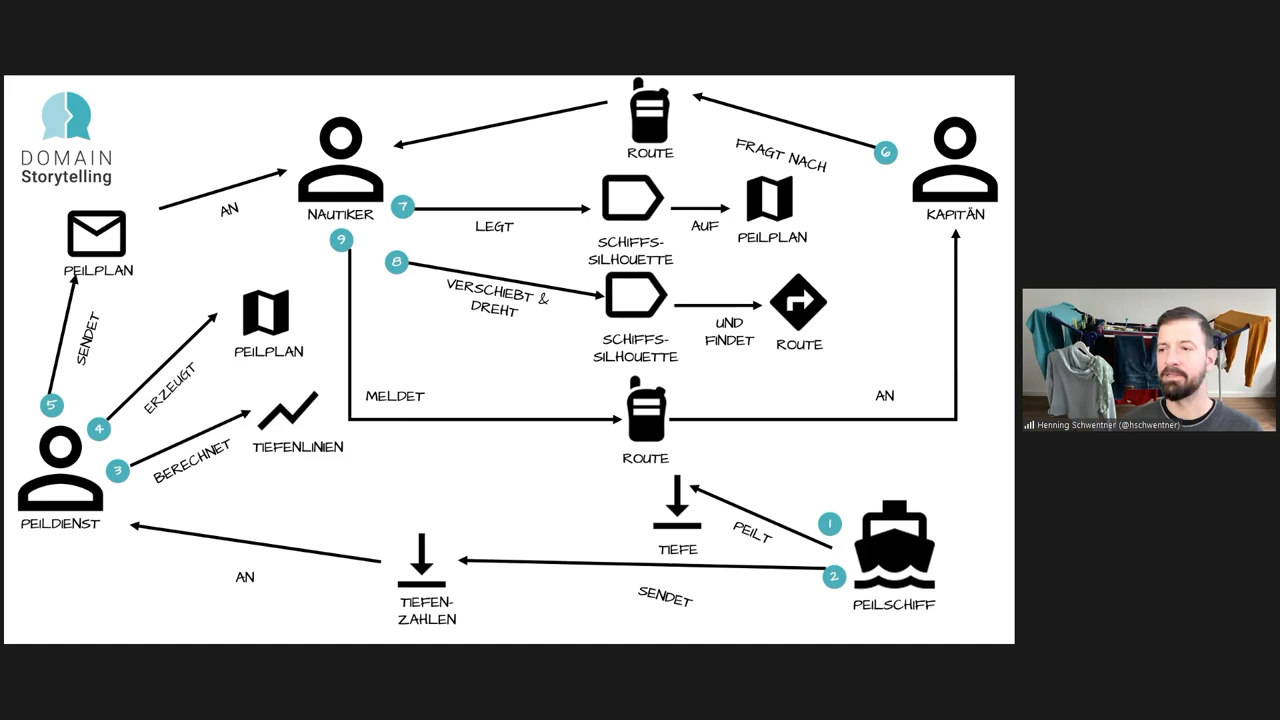 DOMAIN
Storytelling
ROUTE
FRAGT NACH
6
AN
NAUTIKER
7
LEGT
SCHIFFS-
SILHOUETTE
AUF
PEILPLAN
KAPITÄN
PEILPLAN
9
8
VERSCHIEBT &
DREHT
SCHIFFS-
SILHOUETTE
UND
FINDET
ROUTE
SENDET
PEILPLAN
ERZEUGT
5
4
MELDET
AN
ROUTE
3
BERECHNET
TIEFENLINIEN
PEILDIENST
1
PEILT
TIEFE
2
SENDET
PEILSCHIFF
AN
TIEFEN-
ZAHLEN
Henning Schwentner (@hschwentner)